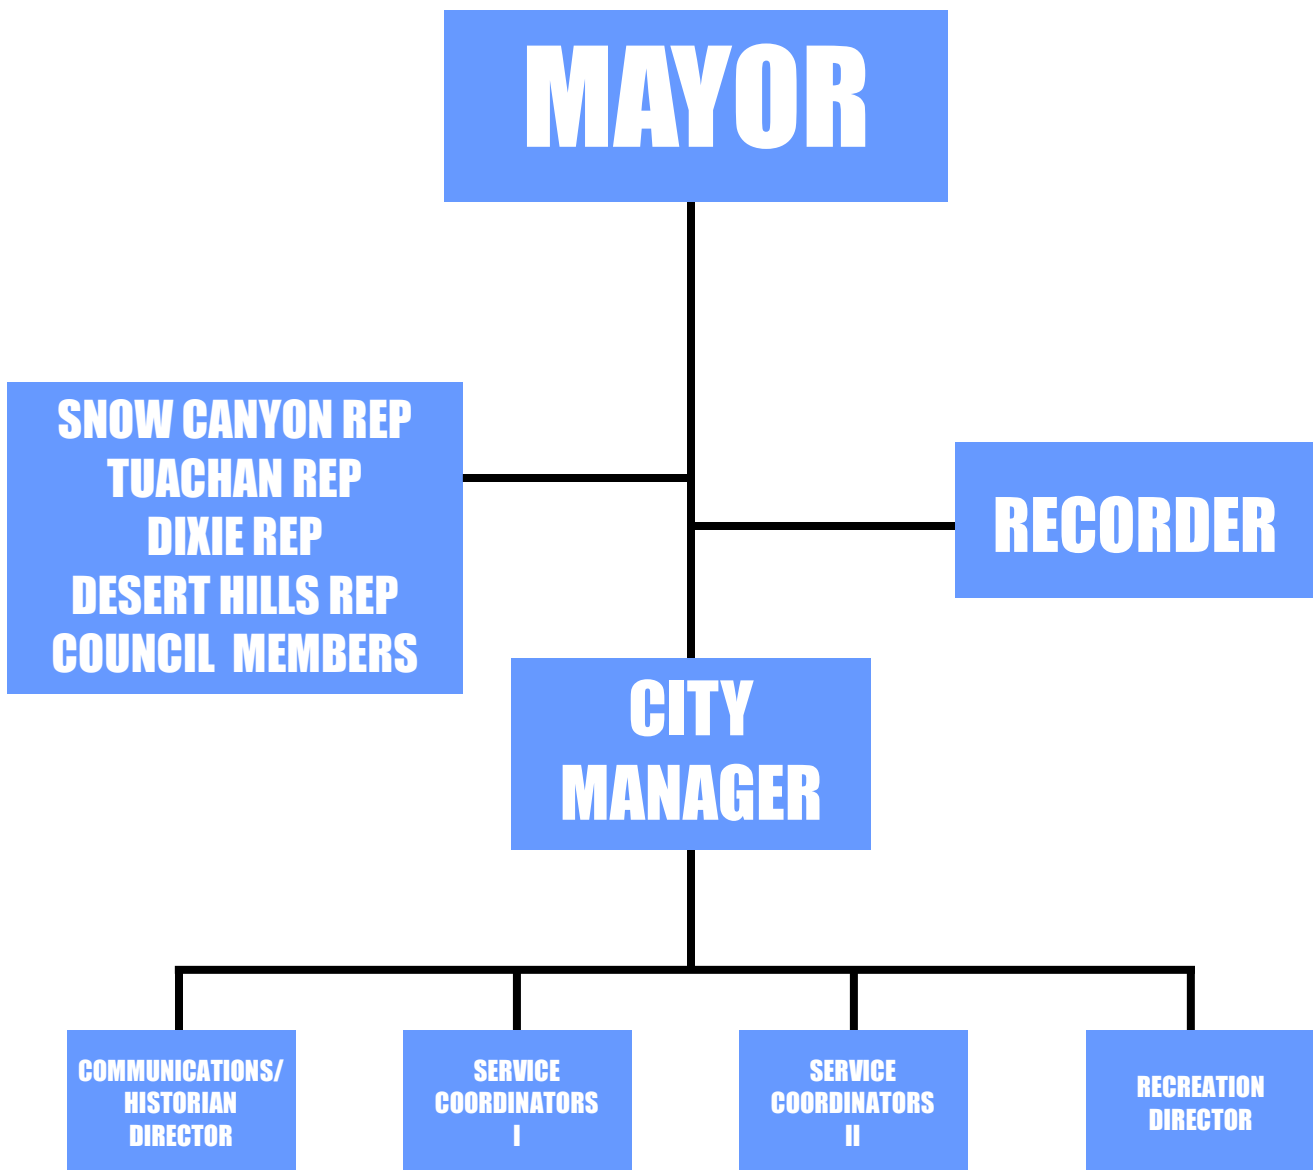 MAYOR
SNOW CANYON REP
TUACHAN REP
DIXIE REP
DESERT HILLS REP
COUNCIL  MEMBERS
RECORDER
CITY
MANAGER
COMMUNICATIONS/
HISTORIAN
DIRECTOR
SERVICE
COORDINATORS
I
SERVICE
COORDINATORS
II
RECREATION
DIRECTOR